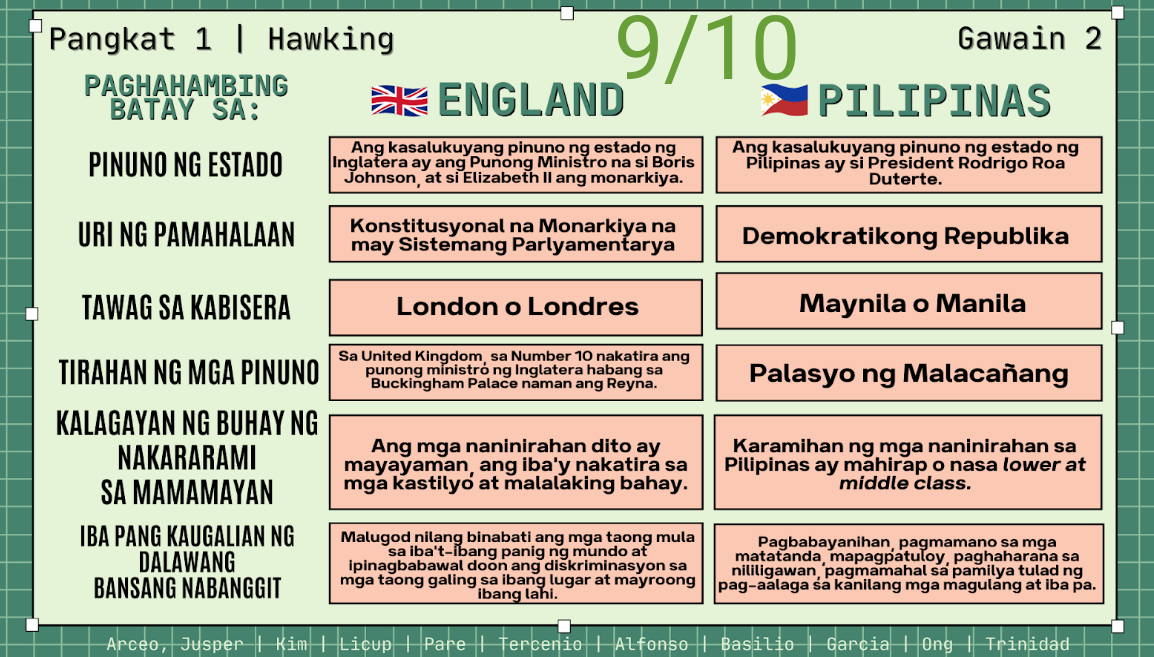 Pangkat 1 | Hawking
9/10
Gawain 2
PAGHAHAMBING
BATAY SA:
ENGLAND
PILIPINAS
PINUNO NG ESTADO
Ang kasalukuyang pinuno ng estado ng
Inglatera ay ang Punong Ministro na si Boris
Johnson, at si Elizabeth II ang monarkiya.
Ang kasalukuyang pinuno ng estado ng
Pilipinas ay si President Rodrigo Roa
Duterte.
URI NG PAMAHALAAN
Konstitusyonal na Monarkiya na
may Sistemang Parlyamentarya
Demokratikong Republika
TAWAG SA KABISERA
London o Londres
Maynila o Manila
TIRAHAN NG MGA PINUNO
Sa United Kingdom, sa Number 10 nakatira ang
punong ministro ng Inglatera habang sa
Buckingham Palace naman ang Reyna.
Palasyo ng Malacañang
KALAGAYAN NG BUHAY NG
NAKARARAMI
SA MAMAMAYAN
Ang mga naninirahan dito ay
mayayaman, ang iba'y nakatira sa
mga kastilyo at malalaking bahay.
Karamihan ng mga naninirahan sa
Pilipinas ay mahirap o nasa lower at
middle class.
IBA PANG KAUGALIAN NG
DALAWANG
BANSANG NABANGGIT
Malugod nilang binabati ang mga taong mula
sa iba't-ibang panig ng mundo at
ipinagbabawal doon ang diskriminasyon sa
mga taong galing sa ibang lugar at mayroong
ibang lahi.
Pagbabayanihan, pagmamano sa mga
matatanda, mapagpatuloy, paghaharana sa
nililigawan, pagmamahal sa pamilya tulad ng
pag-aalaga sa kanilang mga magulang at iba pa.
Arceo, Jusper | Kim | Licup | Pare | Tercenio | Alfonso | Basilio | Garcia | Ong | Trinidad